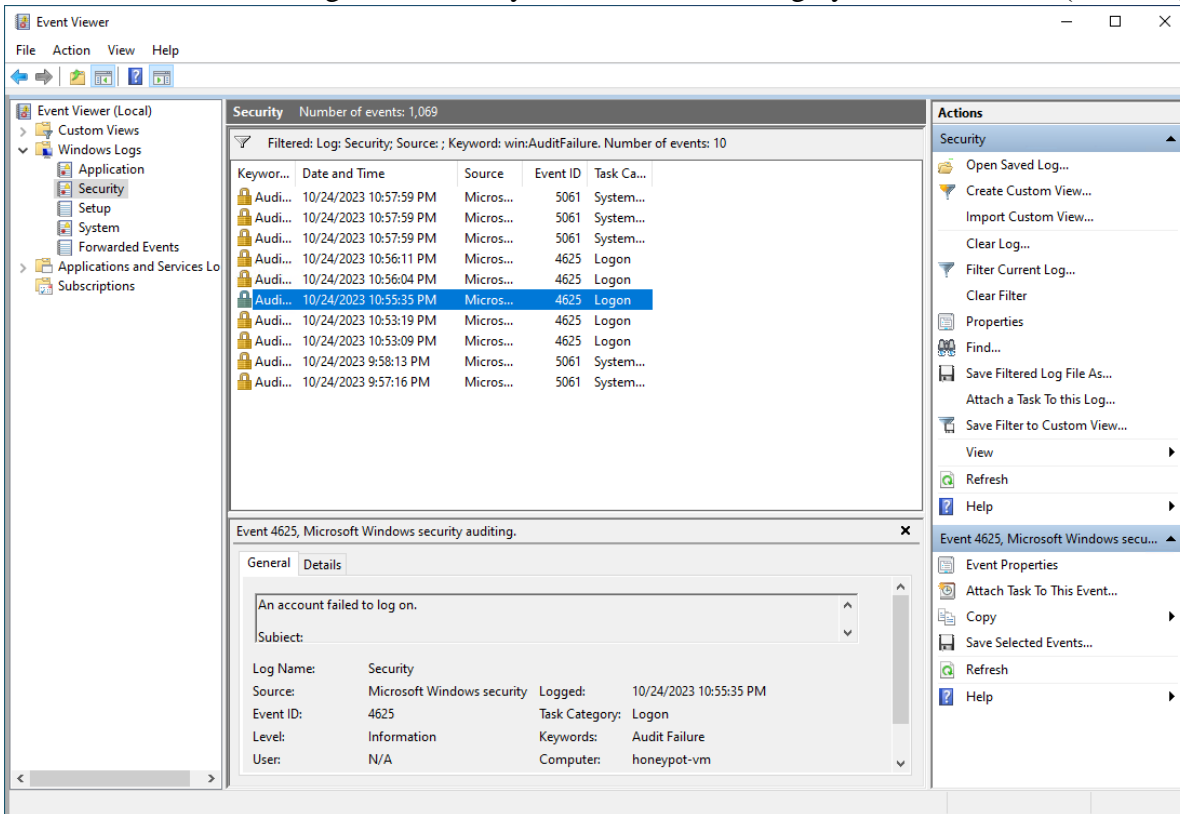 Event Viewer
File Action View Help
Event Viewer (Local)
Custom Views
Windows Logs
Application
Security
Setup
System
Forwarded Events
Applications and Services Lo
Subscriptions
Security Number of events: 1,069
Filtered: Log: Security; Source: ; Keyword: win:AuditFailure. Number of events: 10
Keywor... Date and Time Source Event ID Task Ca...
Audi... 10/24/2023 10:57:59 PM Micros... 5061 System...
Audi... 10/24/2023 10:57:59 PM Micros... 5061 System...
Audi... 10/24/2023 10:57:59 PM Micros... 5061 System...
Audi... 10/24/2023 10:56:11 PM Micros... 4625 Logon
Audi... 10/24/2023 10:56:04 PM Micros... 4625 Logon
Audi... 10/24/2023 10:55:35 PM Micros... 4625 Logon
Audi... 10/24/2023 10:53:19 PM Micros... 4625 Logon
Audi... 10/24/2023 10:53:09 PM Micros... 4625 Logon
Audi... 10/24/2023 9:58:13 PM Micros... 5061 System...
Audi... 10/24/2023 9:57:16 PM Micros... 5061 System...
Event 4625, Microsoft Windows security auditing.
General Details
An account failed to log on.
Subject:
Log Name: Security
Source: Microsoft Windows security Logged: 10/24/2023 10:55:35 PM
Event ID: 4625 Task Category: Logon
Level: Information Keywords: Audit Failure
User: N/A Computer: honeypot-vm
Actions
Security
Open Saved Log...
Create Custom View...
Import Custom View...
Clear Log...
Filter Current Log...
Clear Filter
Properties
Find...
Save Filtered Log File As...
Attach a Task To this Log...
Save Filter to Custom View...
View
Refresh
Help
Event 4625, Microsoft Windows secu...
Event Properties
Attach Task To This Event...
Copy
Save Selected Events...
Refresh
Help